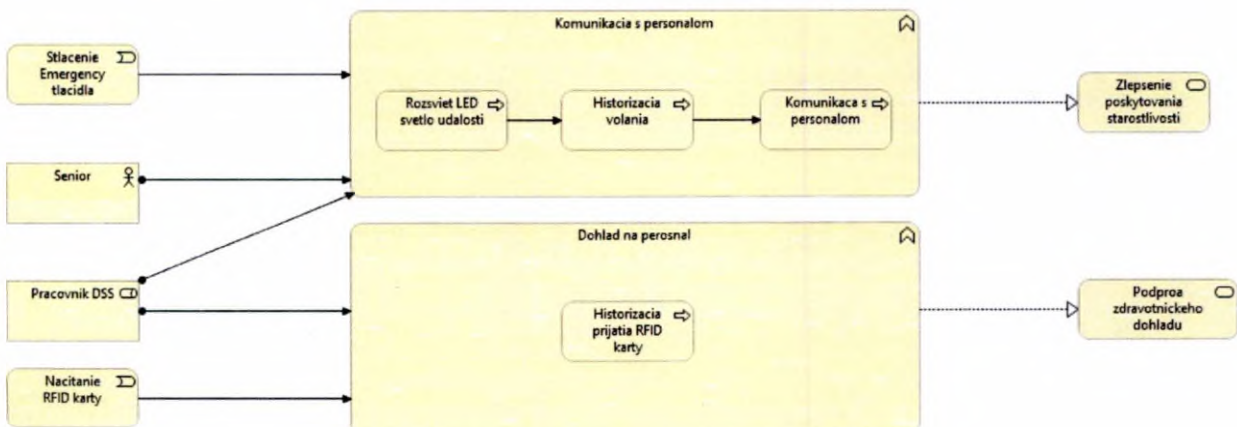 Komunikacia s personalom
Stlacenie
Emergency
tlacidla
Rozsviet LED
svetlo udalosti
Historizacia
volania
Komunikaca s
personalom
Zlepsenie
poskytovania
starostlivosti
Senior
Dohlad na perosnal
Pracovnik DSS
Historizacia
prijatia RFID
karty
Podproa
zdravotnickeho
dohladu
Nacitanie
RFID karty